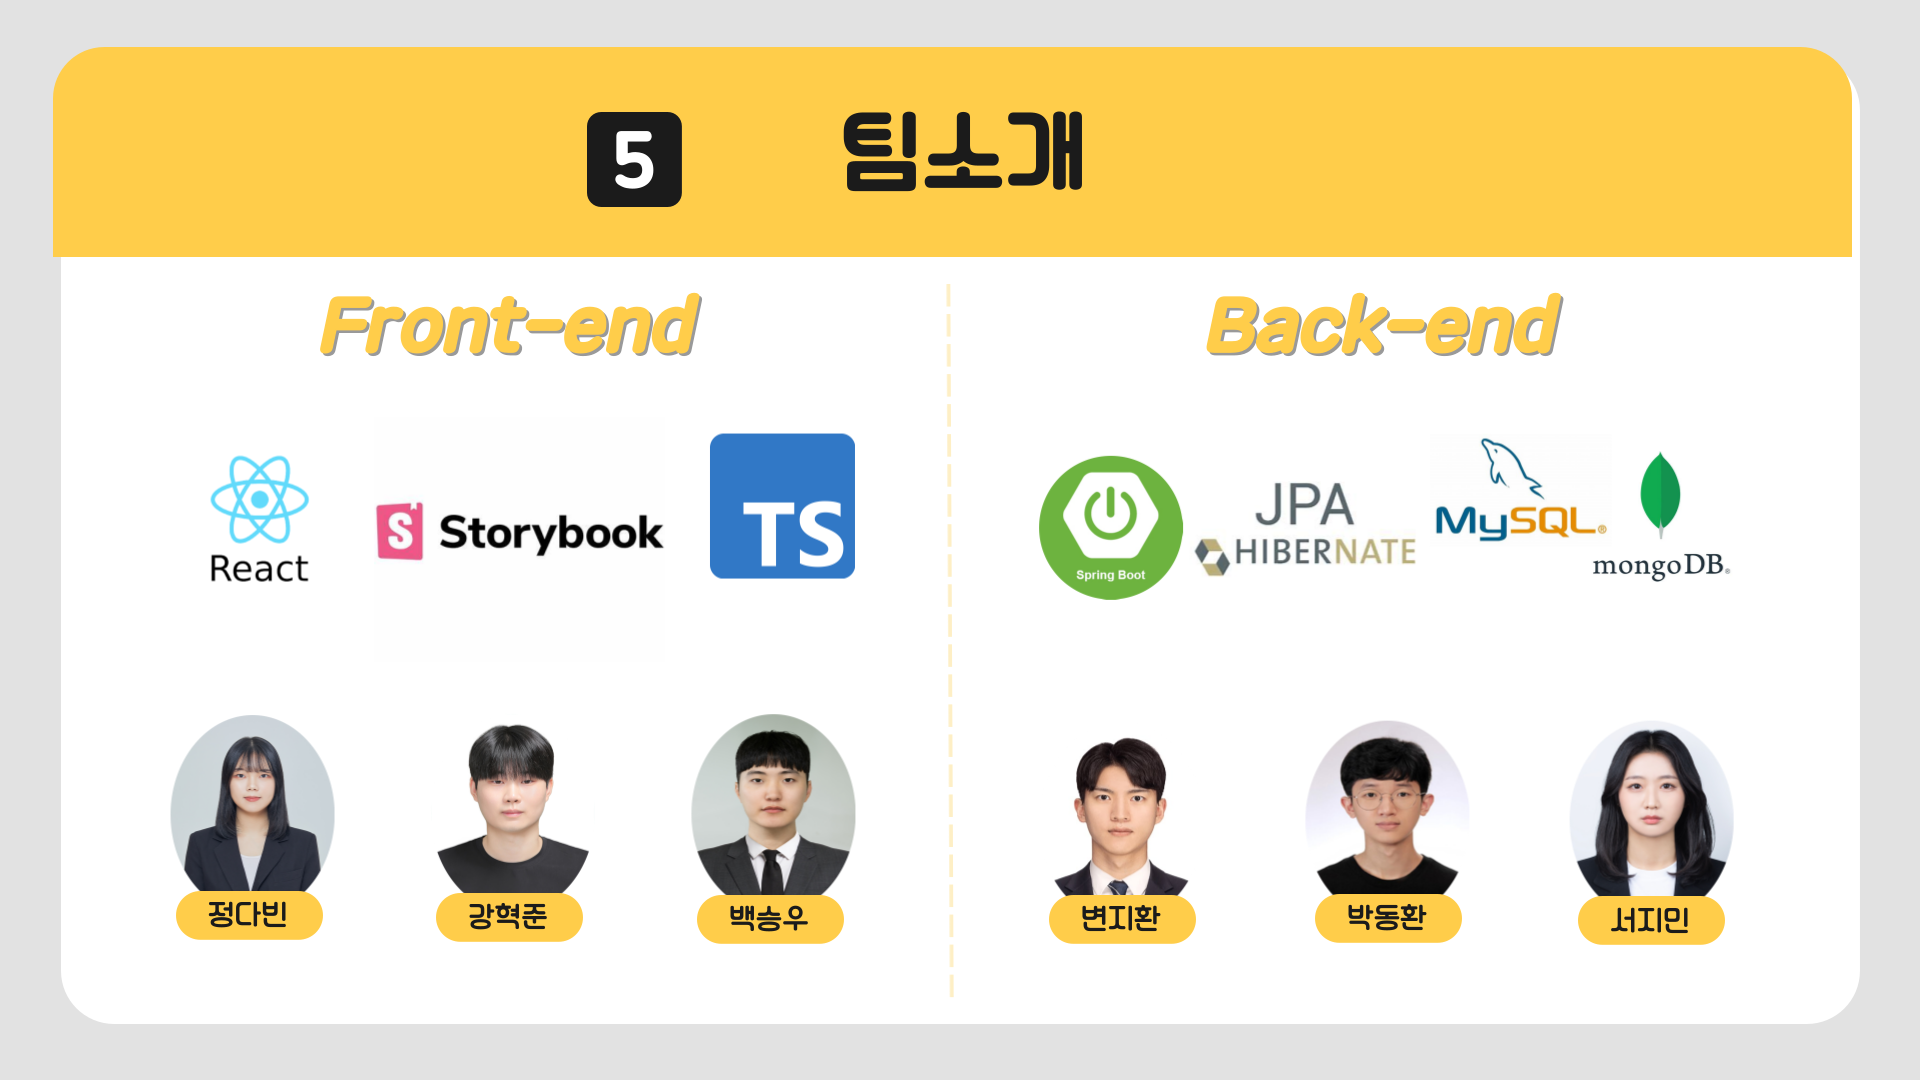 5 팀소개
Front-end
React
S Storybook
TS
정다빈
강혁준
백승우
Back-end
Spring Boot
JPA
HIBERNATE
MySQL®
mongoDB®
변지환
박동환
서지민